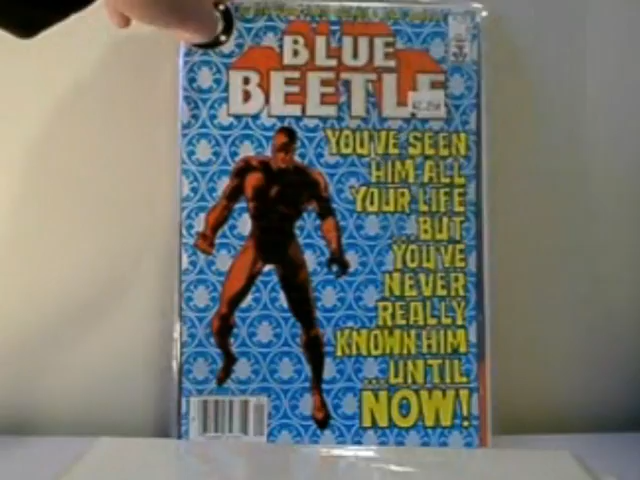 BLUE
BEETLE
YOU'VE SEEN
HIM ALL
YOUR LIFE
BUT
YOU'VE
NEVER
REALLY
KNOWN HIM
...UNTIL
NOW!